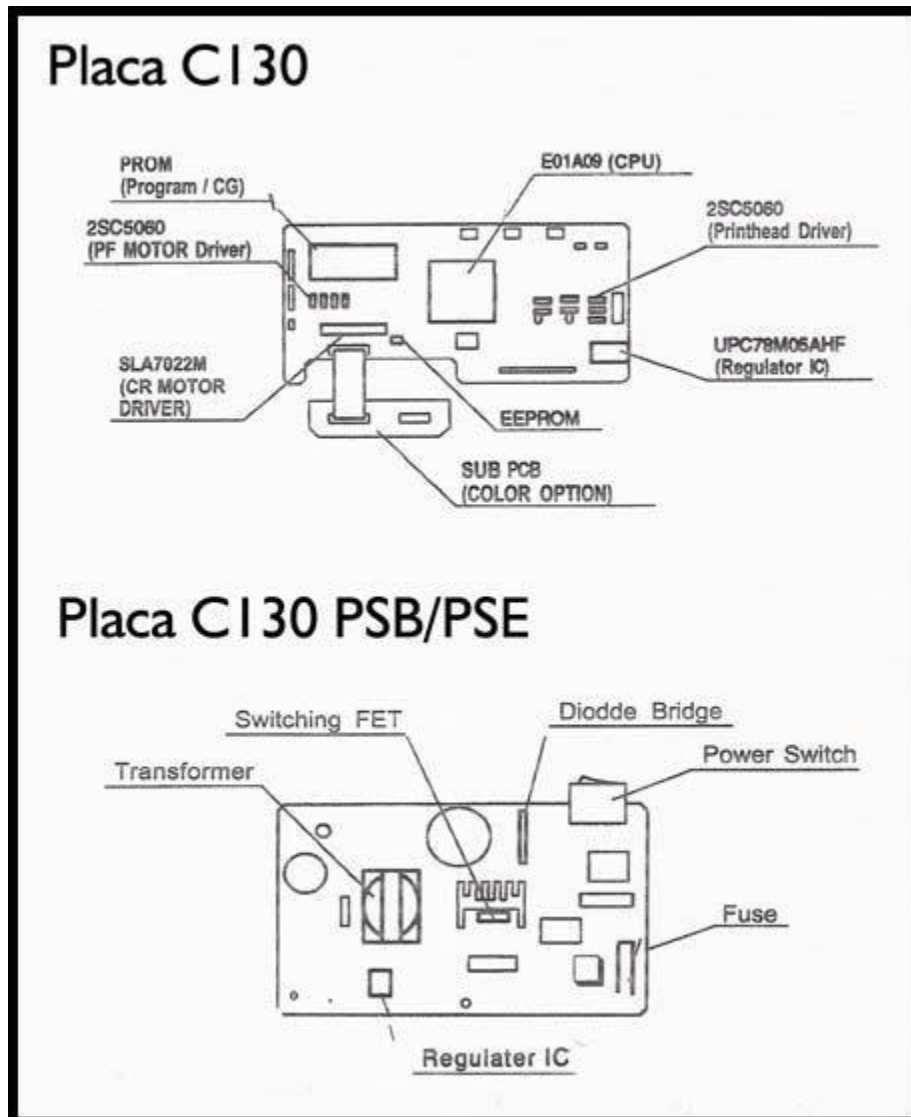 Placa C130
PROM
(Program / CG)
E01A09 (CPU)
2SC5060
(PF MOTOR Driver)
2SC5060
(Printhead Driver)
SLA7022M
(CR MOTOR
DRIVER)
UPC78M05AHF
(Regulator IC)
EEPROM
SUB PCB
(COLOR OPTION)
Placa C130 PSB/PSE
Switching FET
Diodde Bridge
Transformer
Power Switch
Fuse
Regulater IC